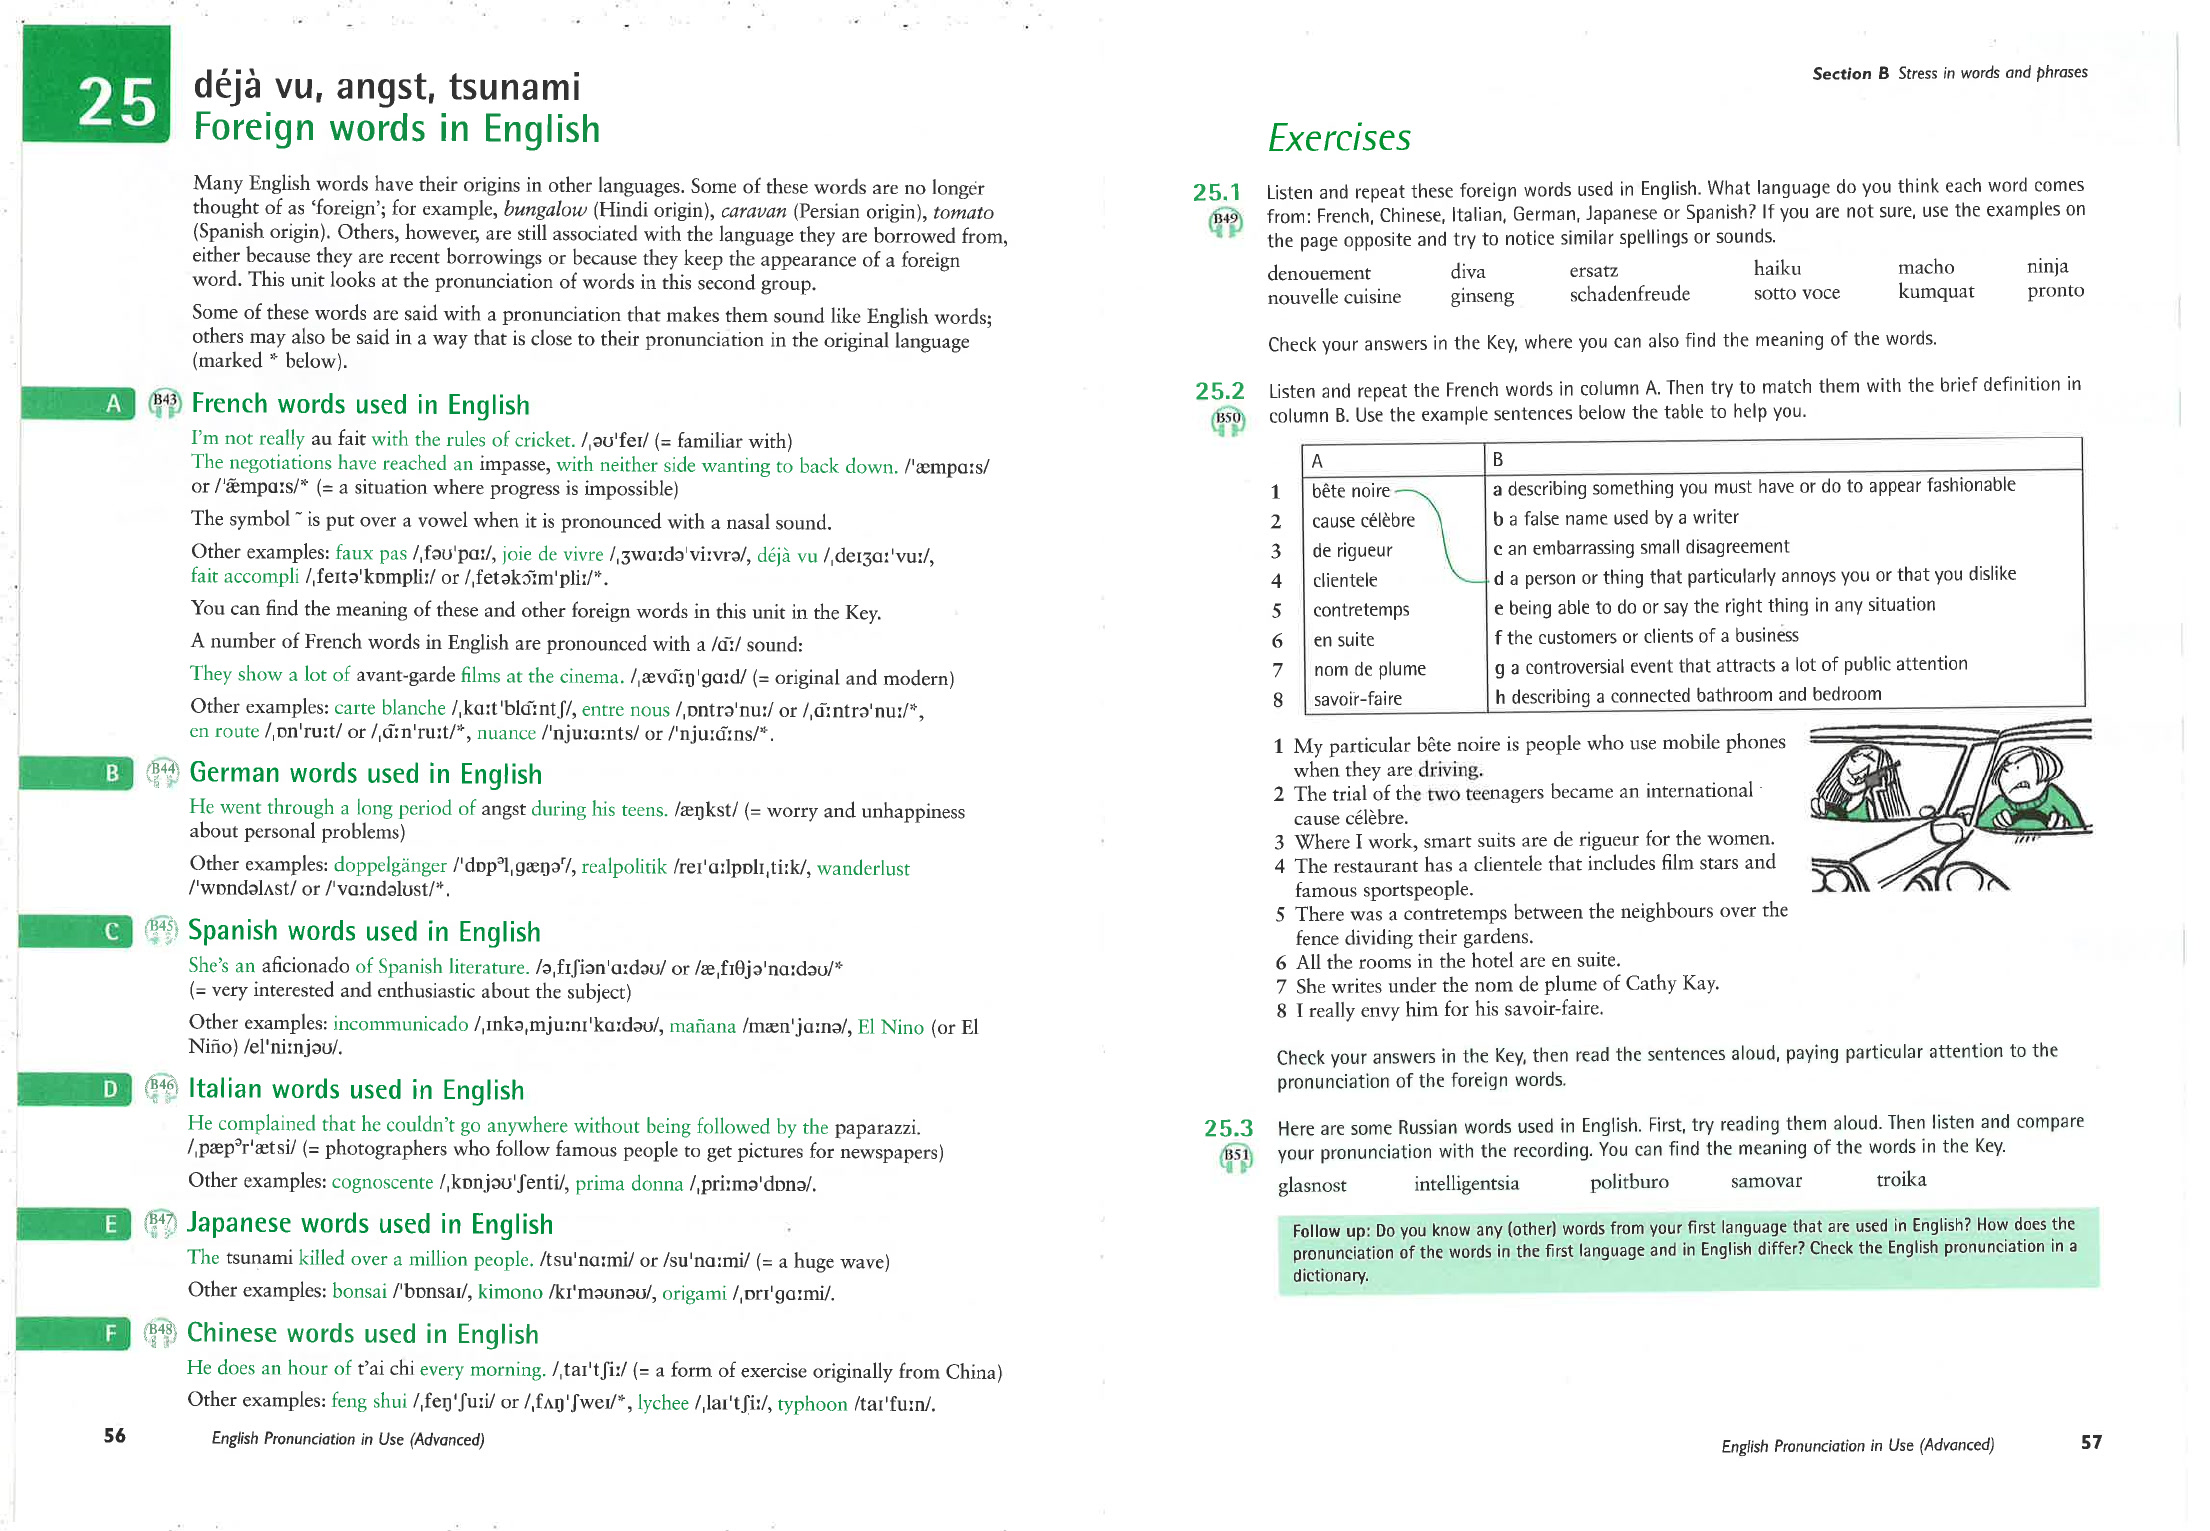 25
déjà vu, angst, tsunami
Foreign words in English
Many English words have their origins in other languages. Some of these words are no longer
thought of as ‘foreign’; for example, bungalow (Hindi origin), caravan (Persian origin), tomato
(Spanish origin). Others, however, are still associated with the language they are borrowed from,
either because they are recent borrowings or because they keep the appearance of a foreign
word. This unit looks at the pronunciation of words in this second group.
Some of these words are said with a pronunciation that makes them sound like English words;
others may also be said in a way that is close to their pronunciation in the original language
(marked * below).
A B43 French words used in English
I’m not really au fait with the rules of cricket. /ˌəʊˈfeɪ/ (= familiar with)
The negotiations have reached an impasse, with neither side wanting to back down. /ˈæmpɑːs/
or /ˈæ̃mpɑːs/* (= a situation where progress is impossible)
The symbol ˜ is put over a vowel when it is pronounced with a nasal sound.
Other examples: faux pas /ˌfəʊˈpɑː/, joie de vivre /ˌʒwɑːdəˈviːvrə/, déjà vu /ˌdeɪʒɑːˈvuː/,
fait accompli /ˌfeɪtəˈkɒmpliː/ or /ˌfetəkɔ̃ːmˈpliː/*.
You can find the meaning of these and other foreign words in this unit in the Key.
A number of French words in English are pronounced with a /ɑ̃ː/ sound:
They show a lot of avant-garde films at the cinema. /ˌævɑ̃ːŋˈgɑːd/ (= original and modern)
Other examples: carte blanche /ˌkɑːtˈblɑ̃ːntʃ/, entre nous /ˌɒntrəˈnuː/ or /ˌɑ̃ːntrəˈnuː/*,
en route /ˌɒnˈruːt/ or /ˌɑ̃ːnˈruːt/*, nuance /ˈnjuːɑːnts/ or /ˈnjuːɑ̃ːns/*.
B B44 German words used in English
He went through a long period of angst during his teens. /æŋkst/ (= worry and unhappiness
about personal problems)
Other examples: doppelgänger /ˈdɒpᵊlˌgæŋəʳ/, realpolitik /reɪˈɑːlpɒlɪˌtiːk/, wanderlust
/ˈwɒndəlʌst/ or /ˈvɑːndəlʊst/*.
C B45 Spanish words used in English
She’s an aficionado of Spanish literature. /əˌfɪʃiənˈɑːdəʊ/ or /æˌfɪθjəˈnɑːdəʊ/*
(= very interested and enthusiastic about the subject)
Other examples: incommunicado /ˌɪnkəˌmjuːnɪˈkɑːdəʊ/, mañana /mænˈjɑːnə/, El Nino (or El
Niño) /elˈniːnjəʊ/.
D B46 Italian words used in English
He complained that he couldn’t go anywhere without being followed by the paparazzi.
/ˌpæpᵊrˈætsi/ (= photographers who follow famous people to get pictures for newspapers)
Other examples: cognoscente /ˌkɒnjəʊˈʃenti/, prima donna /ˌpriːməˈdɒnə/.
E B47 Japanese words used in English
The tsunami killed over a million people. /tsuˈnɑːmi/ or /suˈnɑːmi/ (= a huge wave)
Other examples: bonsai /ˈbɒnsaɪ/, kimono /kɪˈməʊnəʊ/, origami /ˌɒrɪˈgɑːmi/.
F B48 Chinese words used in English
He does an hour of t’ai chi every morning. /ˌtaɪˈtʃiː/ (= a form of exercise originally from China)
Other examples: feng shui /ˌfeŋˈʃuːi/ or /ˌfʌŋˈʃweɪ/*, lychee /ˌlaɪˈtʃiː/, typhoon /taɪˈfuːn/.
56 English Pronunciation in Use (Advanced)
Section B Stress in words and phrases
Exercises
25.1 Listen and repeat these foreign words used in English. What language do you think each word comes
B49 from: French, Chinese, Italian, German, Japanese or Spanish? If you are not sure, use the examples on
the page opposite and try to notice similar spellings or sounds.
denouement diva ersatz haiku macho ninja
nouvelle cuisine ginseng schadenfreude sotto voce kumquat pronto
Check your answers in the Key, where you can also find the meaning of the words.
25.2 Listen and repeat the French words in column A. Then try to match them with the brief definition in
B50 column B. Use the example sentences below the table to help you.
A B
1 bête noire a describing something you must have or do to appear fashionable
2 cause célèbre b a false name used by a writer
3 de rigueur c an embarrassing small disagreement
4 clientele d a person or thing that particularly annoys you or that you dislike
5 contretemps e being able to do or say the right thing in any situation
6 en suite f the customers or clients of a business
7 nom de plume g a controversial event that attracts a lot of public attention
8 savoir-faire h describing a connected bathroom and bedroom
1 My particular bête noire is people who use mobile phones
when they are driving.
2 The trial of the two teenagers became an international
cause célèbre.
3 Where I work, smart suits are de rigueur for the women.
4 The restaurant has a clientele that includes film stars and
famous sportspeople.
5 There was a contretemps between the neighbours over the
fence dividing their gardens.
6 All the rooms in the hotel are en suite.
7 She writes under the nom de plume of Cathy Kay.
8 I really envy him for his savoir-faire.
Check your answers in the Key, then read the sentences aloud, paying particular attention to the
pronunciation of the foreign words.
25.3 Here are some Russian words used in English. First, try reading them aloud. Then listen and compare
B51 your pronunciation with the recording. You can find the meaning of the words in the Key.
glasnost intelligentsia politburo samovar troika
Follow up: Do you know any (other) words from your first language that are used in English? How does the
pronunciation of the words in the first language and in English differ? Check the English pronunciation in a
dictionary.
English Pronunciation in Use (Advanced) 57